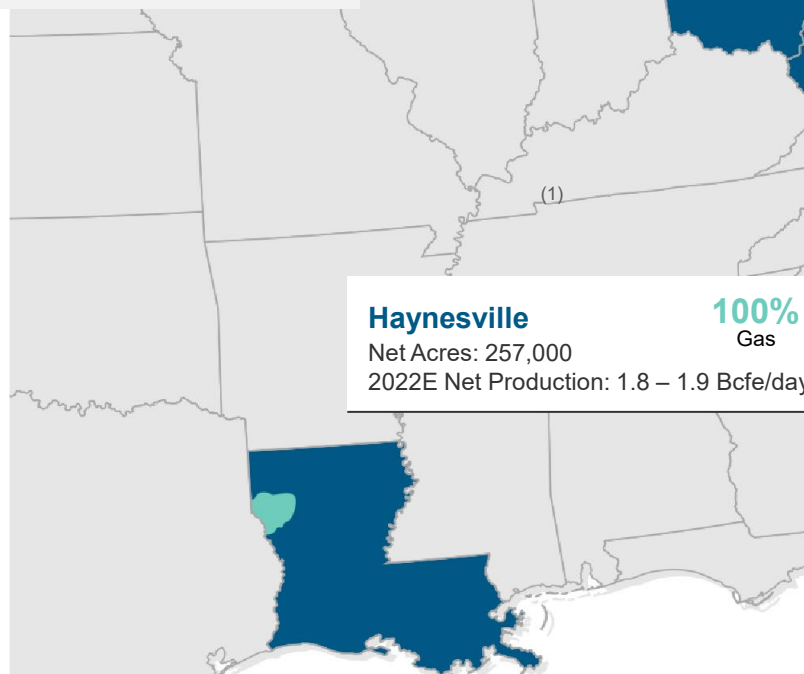 (1)
Haynesville
100%
Gas
Net Acres: 257,000
2022E Net Production: 1.8 – 1.9 Bcfe/day